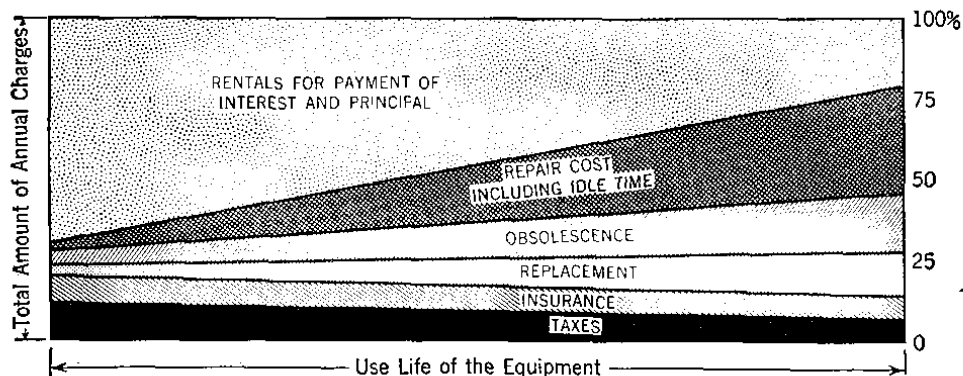 Total Amount of Annual Charges
RENTALS FOR PAYMENT OF
INTEREST AND PRINCIPAL
REPAIR COST
INCLUDING IDLE TIME
OBSOLESCENCE
REPLACEMENT
INSURANCE
TAXES
100%
75
50
25
0
Use Life of the Equipment